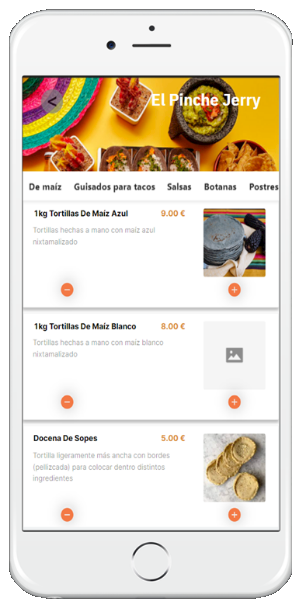 <
El Pinche Jerry
De maíz Guisados para tacos Salsas Botanas Postres
1kg Tortillas De Maíz Azul 9.00 €
Tortillas hechas a mano con maíz azul
nixtamalizado
− +
1kg Tortillas De Maíz Blanco 8.00 €
Tortillas hechas a mano con maíz blanco
nixtamalizado
− +
Docena De Sopes 5.00 €
Tortilla ligeramente más ancha con bordes
(pellizcada) para colocar dentro distintos
ingredientes
− +